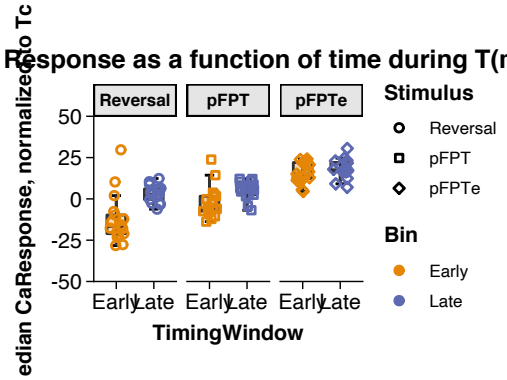 Response as a function of time during T(
edian CaResponse, normalized to Tc
Reversal pFPT pFPTe
50
25
0
-25
-50
Early Late Early Late Early Late
TimingWindow
Stimulus
Reversal
pFPT
pFPTe
Bin
Early
Late